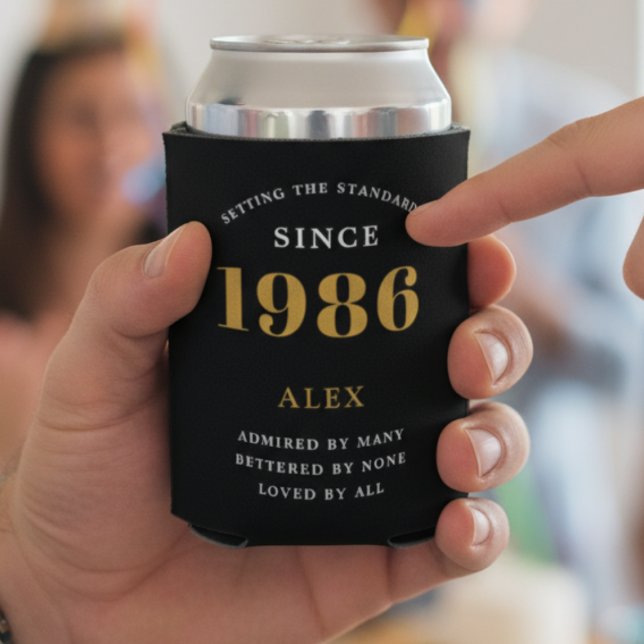 SETTING THE STANDARD
SINCE
1986
ALEX
ADMIRED BY MANY
BETTERED BY NONE
LOVED BY ALL